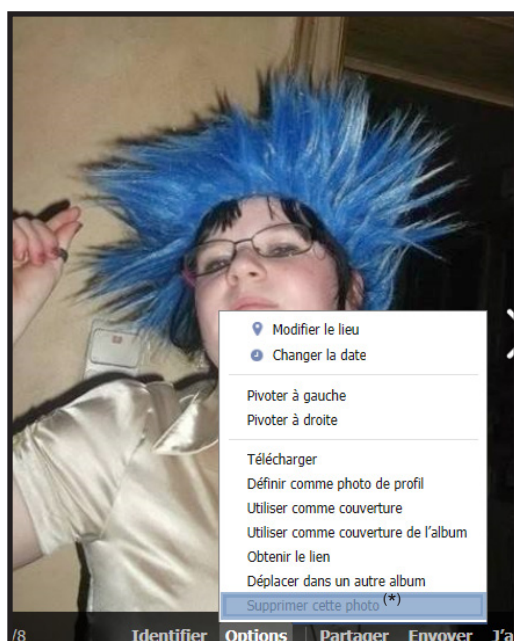 Modifier le lieu
Changer la date
Pivoter à gauche
Pivoter à droite
Télécharger
Définir comme photo de profil
Utiliser comme couverture
Utiliser comme couverture de l'album
Obtenir le lien
Déplacer dans un autre album
Supprimer cette photo (*)
/8 Identifier Options Partager Envoyer J'a